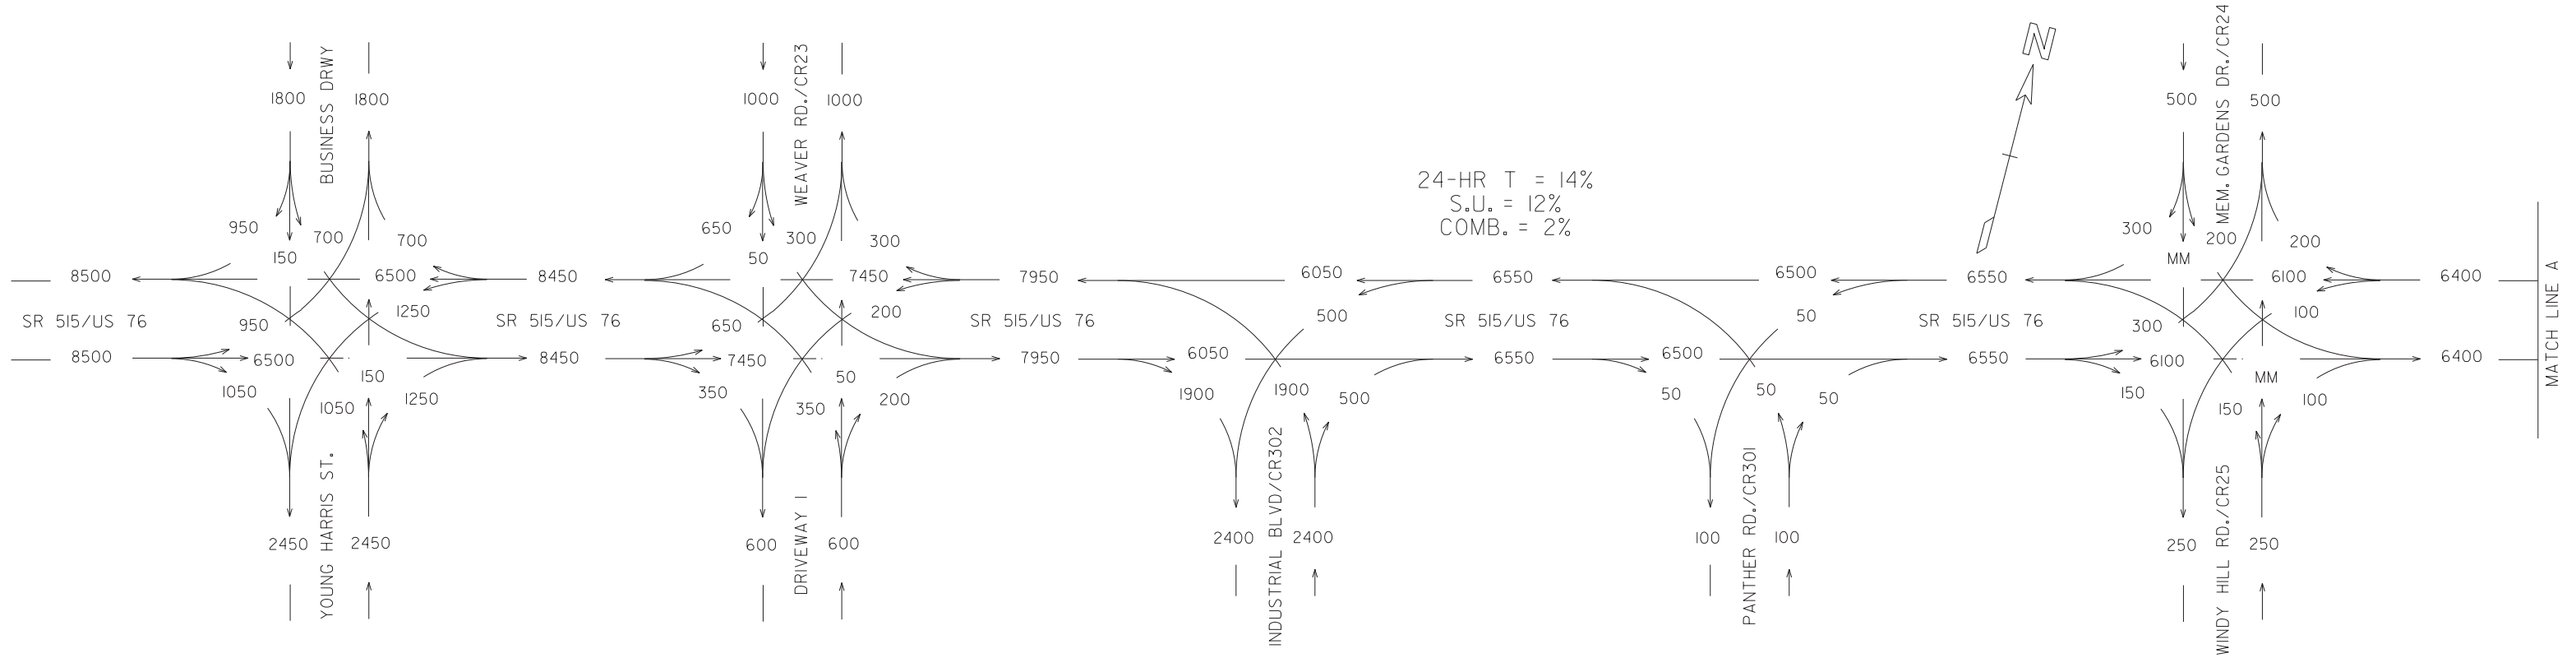 N
BUSINESS DRWY
WEAVER RD./CR23
MEM. GARDENS DR./CR24
1800 1800 1000 1000 500 500
24-HR T = 14%
S.U. = 12%
COMB. = 2%
950 700 700 650 300 300 300 200 200
150 50 MM
8500 6500 8450 7450 7950 6050 6550 6500 6550 6100 6400
1250 200 500 50 100
SR 515/US 76 950 SR 515/US 76 650 SR 515/US 76 SR 515/US 76 SR 515/US 76 300
8500 6500 8450 7450 7950 6050 6550 6500 6550 6100 6400
MATCH LINE A
150 50 MM
1050 1050 1250 350 350 200 1900 1900 500 50 50 50 150 150 100
2450 2450 600 600 2400 2400 100 100 250 250
YOUNG HARRIS ST.
DRIVEWAY 1
INDUSTRIAL BLVD/CR302
PANTHER RD./CR301
WINDY HILL RD./CR25